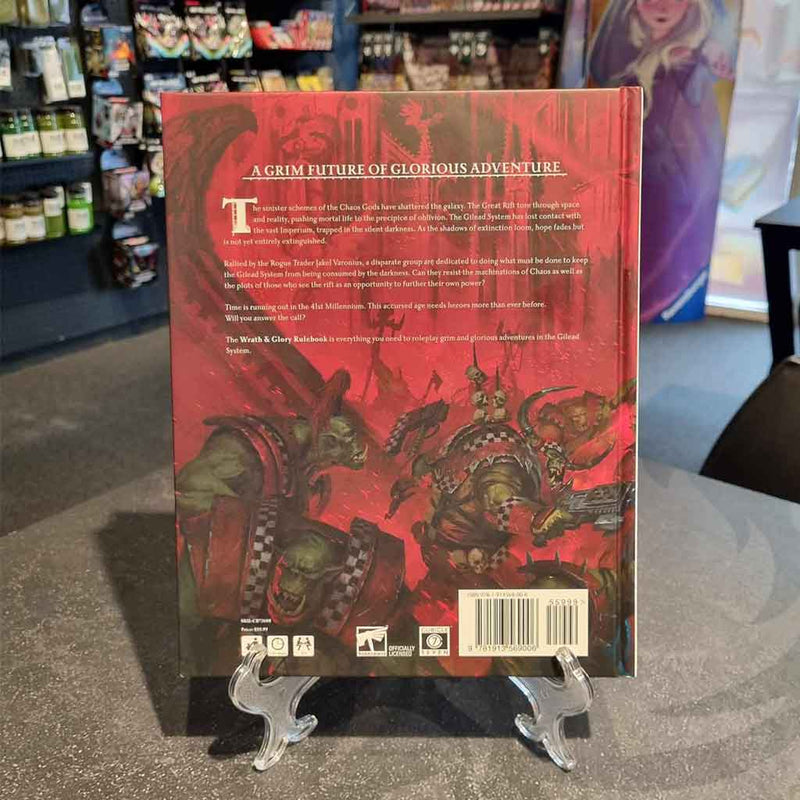 A GRIM FUTURE OF GLORIOUS ADVENTURE
The sinister schemes of the Chaos Gods have shattered the galaxy. The Great Rift tore through space
and reality, pushing mortal life to the precipice of oblivion. The Gilead System has lost contact with
the vast Imperium, trapped in the silent darkness. As the shadows of extinction loom, hope fades but
is not yet entirely extinguished.
Rallied by the Rogue Trader Jakel Varonius, a disparate group are dedicated to doing what must be done to keep
the Gilead System from being consumed by the darkness. Can they resist the machinations of Chaos as well as
the plots of those who see the rift as an opportunity to further their own power?
Time is running out in the 41st Millennium. This accursed age needs heroes more than ever before.
Will you answer the call?
The Wrath & Glory Rulebook is everything you need to roleplay grim and glorious adventures in the Gilead
System.
OFFICIALLY
LICENSED
CUBICLE
7
SEVEN
55999
9 781913 569006
Ravensburger